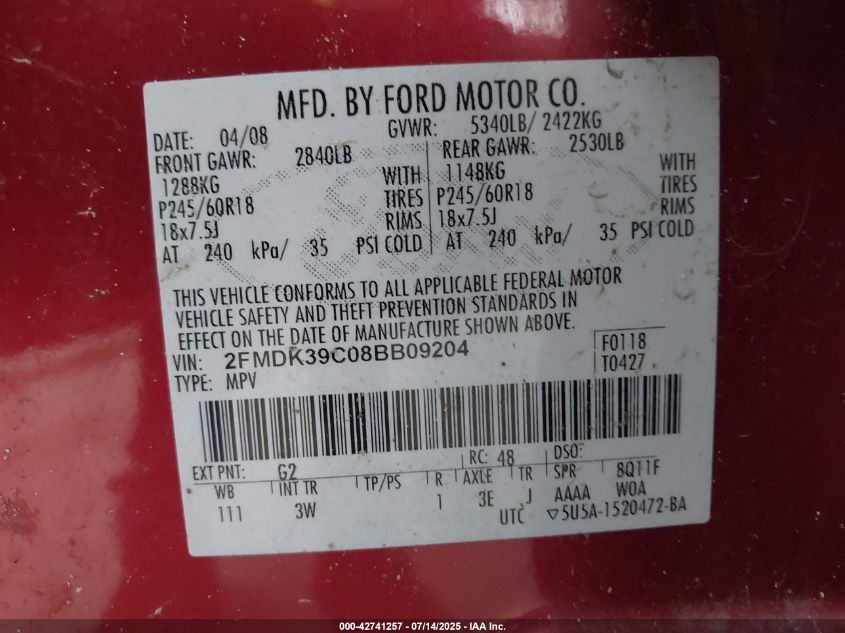 MFD. BY FORD MOTOR CO.
DATE: 04/08 GVWR: 5340LB/ 2422KG
FRONT GAWR: 2840LB REAR GAWR: 2530LB
1288KG WITH 1148KG WITH
P245/60R18 TIRES P245/60R18 TIRES
18x7.5J RIMS 18x7.5J RIMS
AT 240 kPa/ 35 PSI COLD AT 240 kPa/ 35 PSI COLD
THIS VEHICLE CONFORMS TO ALL APPLICABLE FEDERAL MOTOR
VEHICLE SAFETY AND THEFT PREVENTION STANDARDS IN
EFFECT ON THE DATE OF MANUFACTURE SHOWN ABOVE.
VIN: 2FMDK39C08BB09204 F0118
TYPE: MPV T0427
EXT PNT: G2 RC: 48 DSO:
WB INT TR TP/PS R AXLE TR SPR 8Q11F
111 3W 1 3E J AAAA W0A
UTC ▽5U5A-1520472-BA
000-42741257 - 07/14/2025 - IAA Inc.